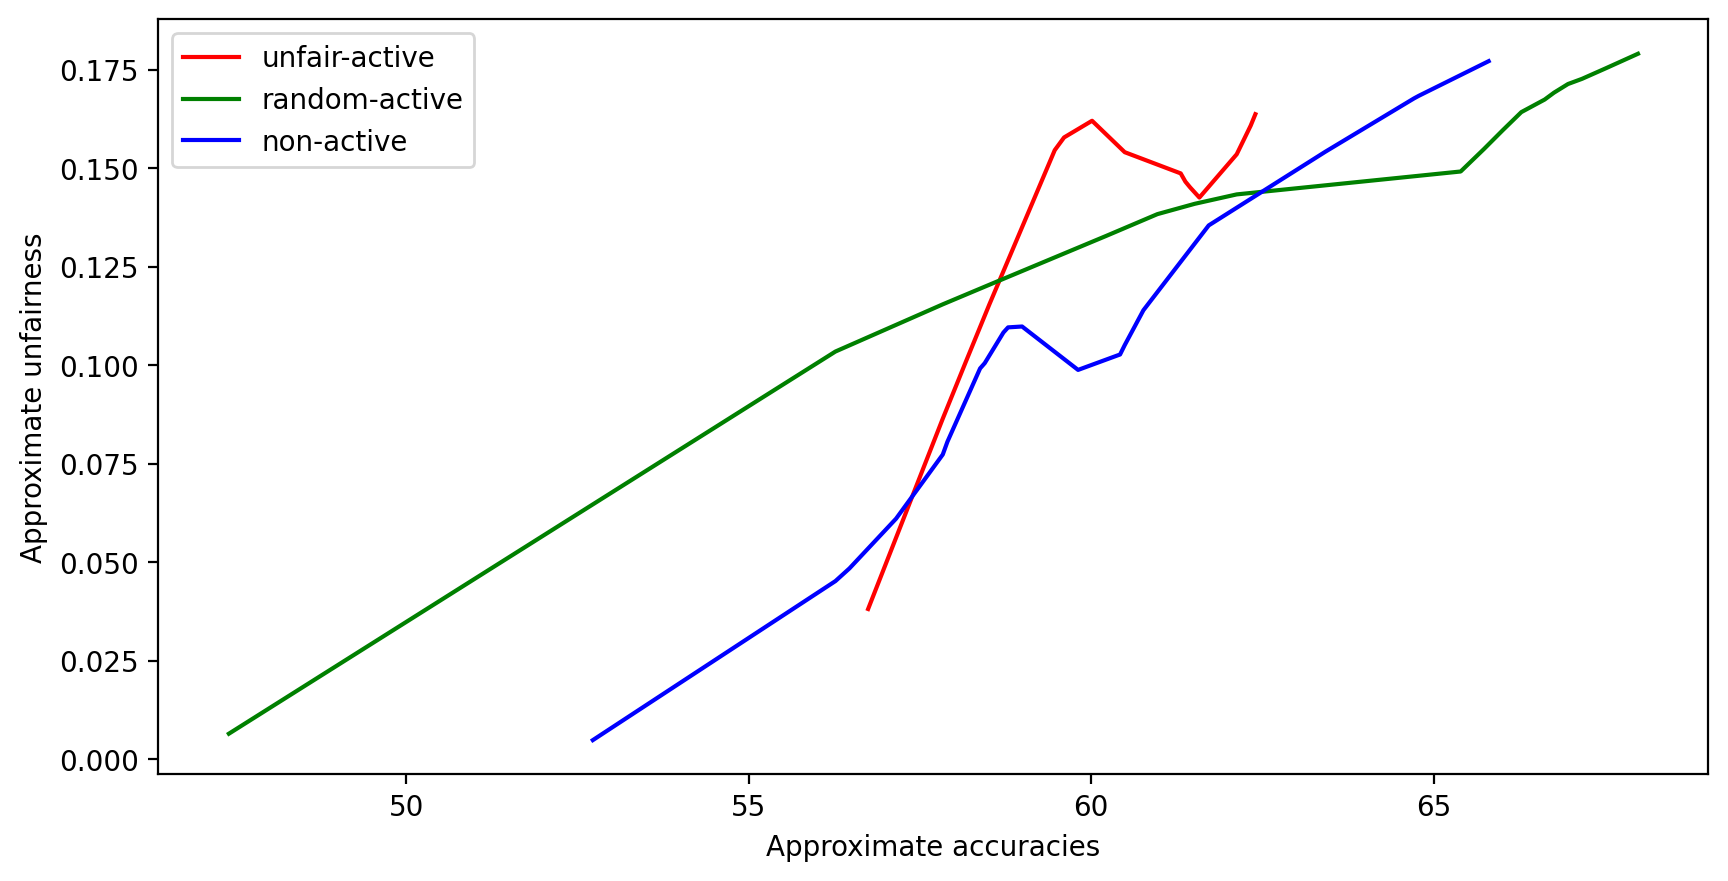 unfair-active
random-active
non-active
0.175
0.150
0.125
0.100
0.075
0.050
0.025
0.000
Approximate unfairness
50 55 60 65
Approximate accuracies